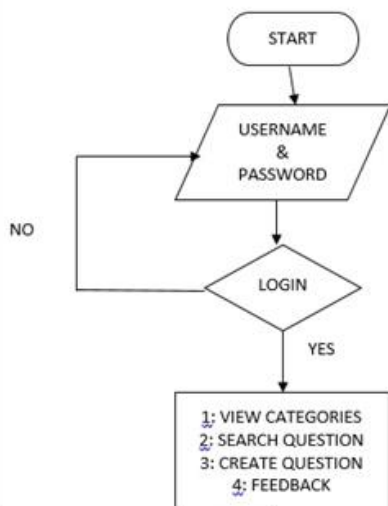 START
USERNAME
&
PASSWORD
NO
LOGIN
YES
1: VIEW CATEGORIES
2: SEARCH QUESTION
3: CREATE QUESTION
4: FEEDBACK